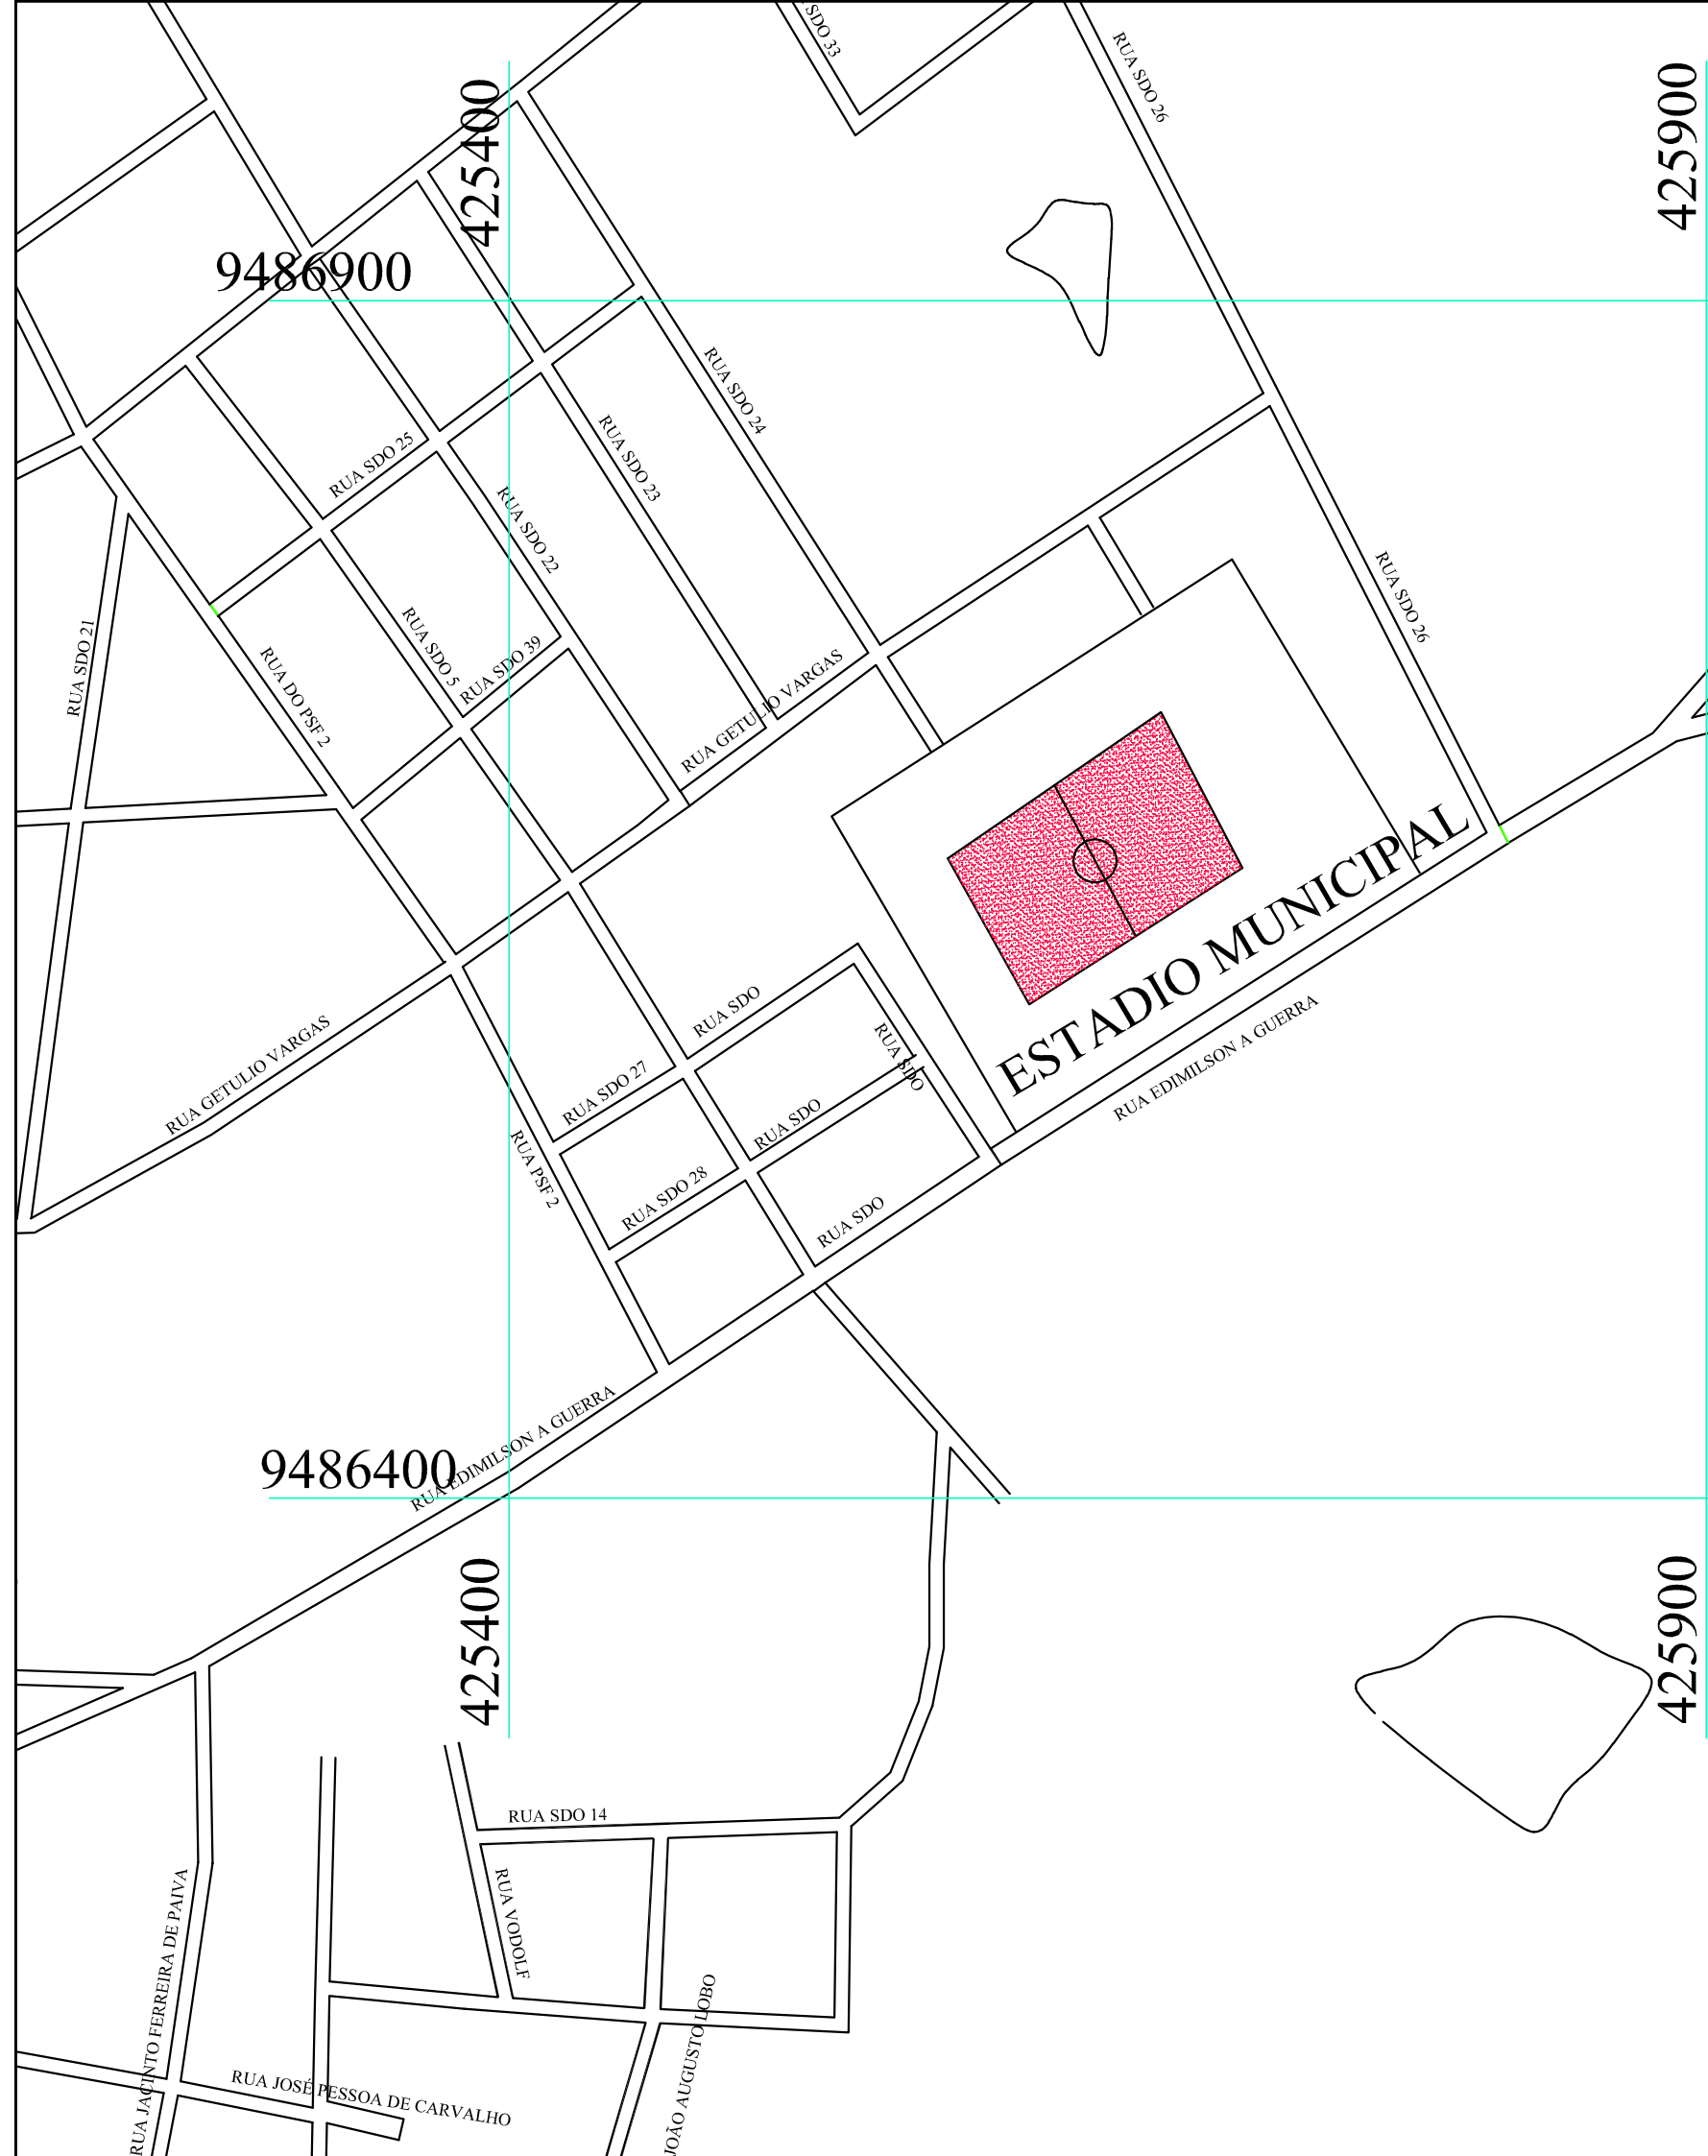 SDO 33
RUA SDO 26
425400
425900
9486900
RUA SDO 24
RUA SDO 25
RUA SDO 23
RUA SDO 22
RUA SDO 26
RUA SDO 21
RUA DO PSF 2
RUA SDO 5
RUA SDO 39
RUA GETULIO VARGAS
ESTADIO MUNICIPAL
RUA SDO
RUA GETULIO VARGAS
RUA SDO 27
RUA SDO
RUA EDIMILSON A GUERRA
RUA SDO
RUA PSF 2
RUA SDO 28
RUA SDO
RUA EDIMILSON A GUERRA
9486400
425400
425900
RUA SDO 14
RUA VODOLF
RUA JACINTO FERREIRA DE PAIVA
JOÃO AUGUSTO LOBO
RUA JOSÉ PESSOA DE CARVALHO